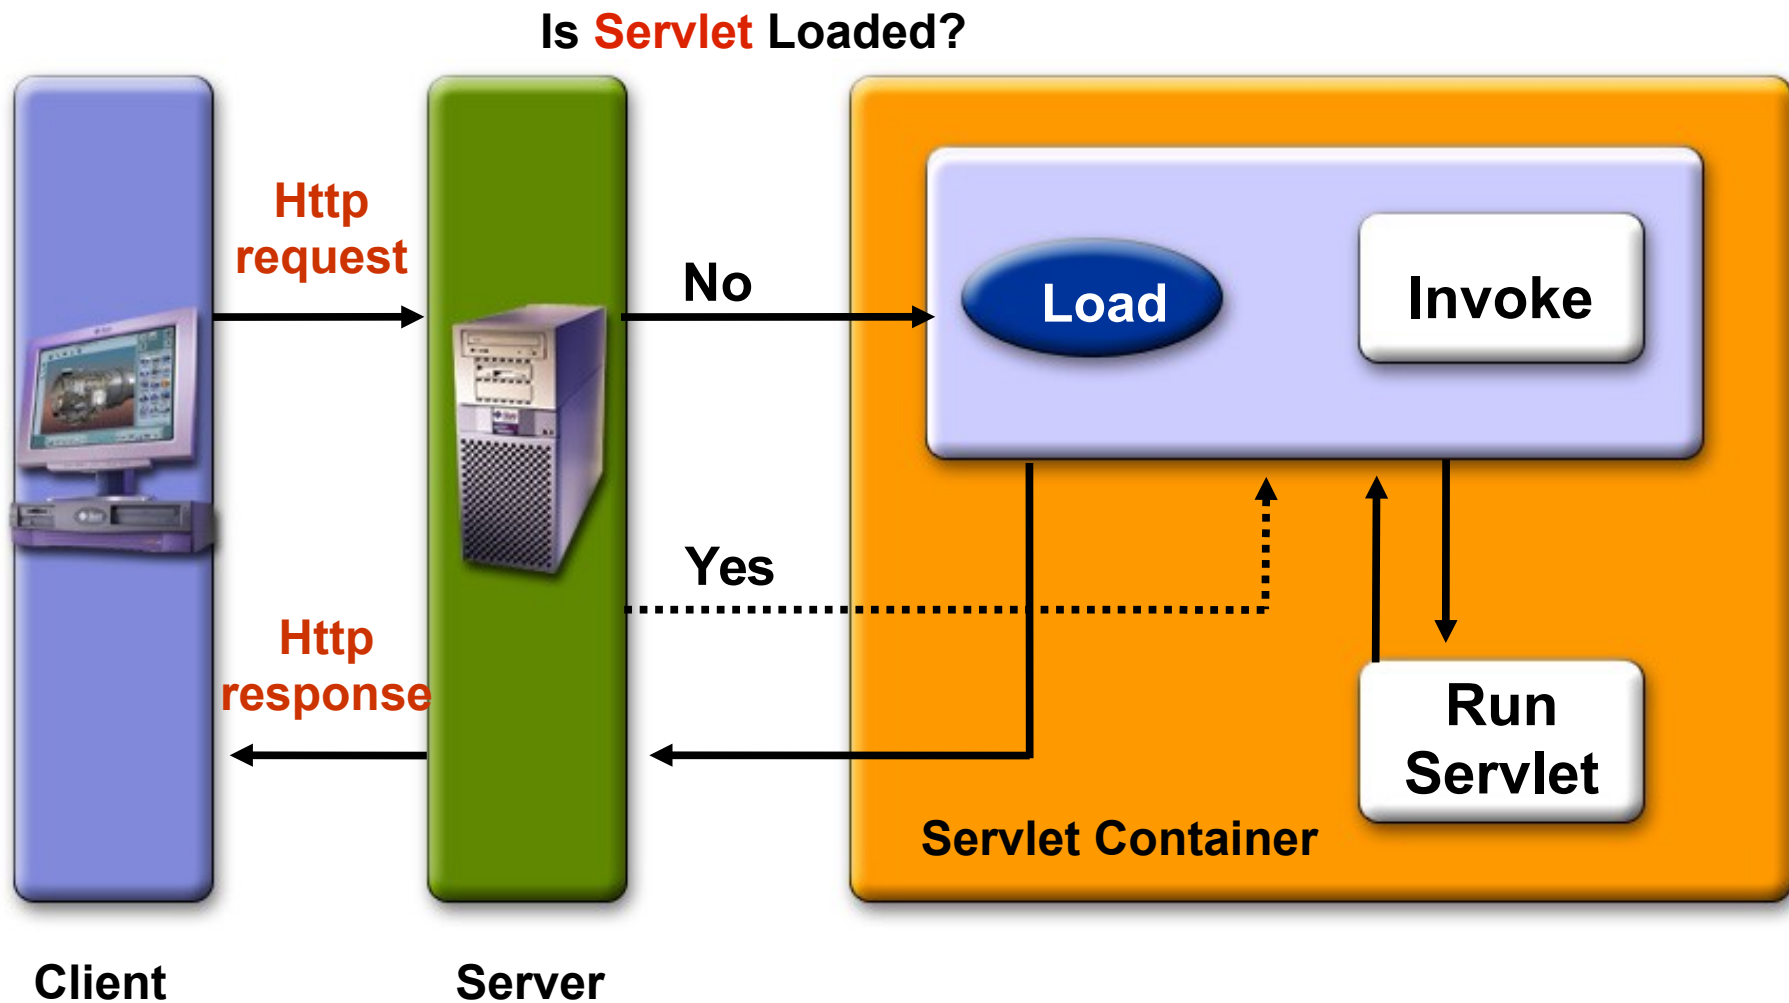 Is Servlet Loaded?
Http
request
No
Load
Invoke
Yes
Http
response
Run
Servlet
Servlet Container
Client
Server